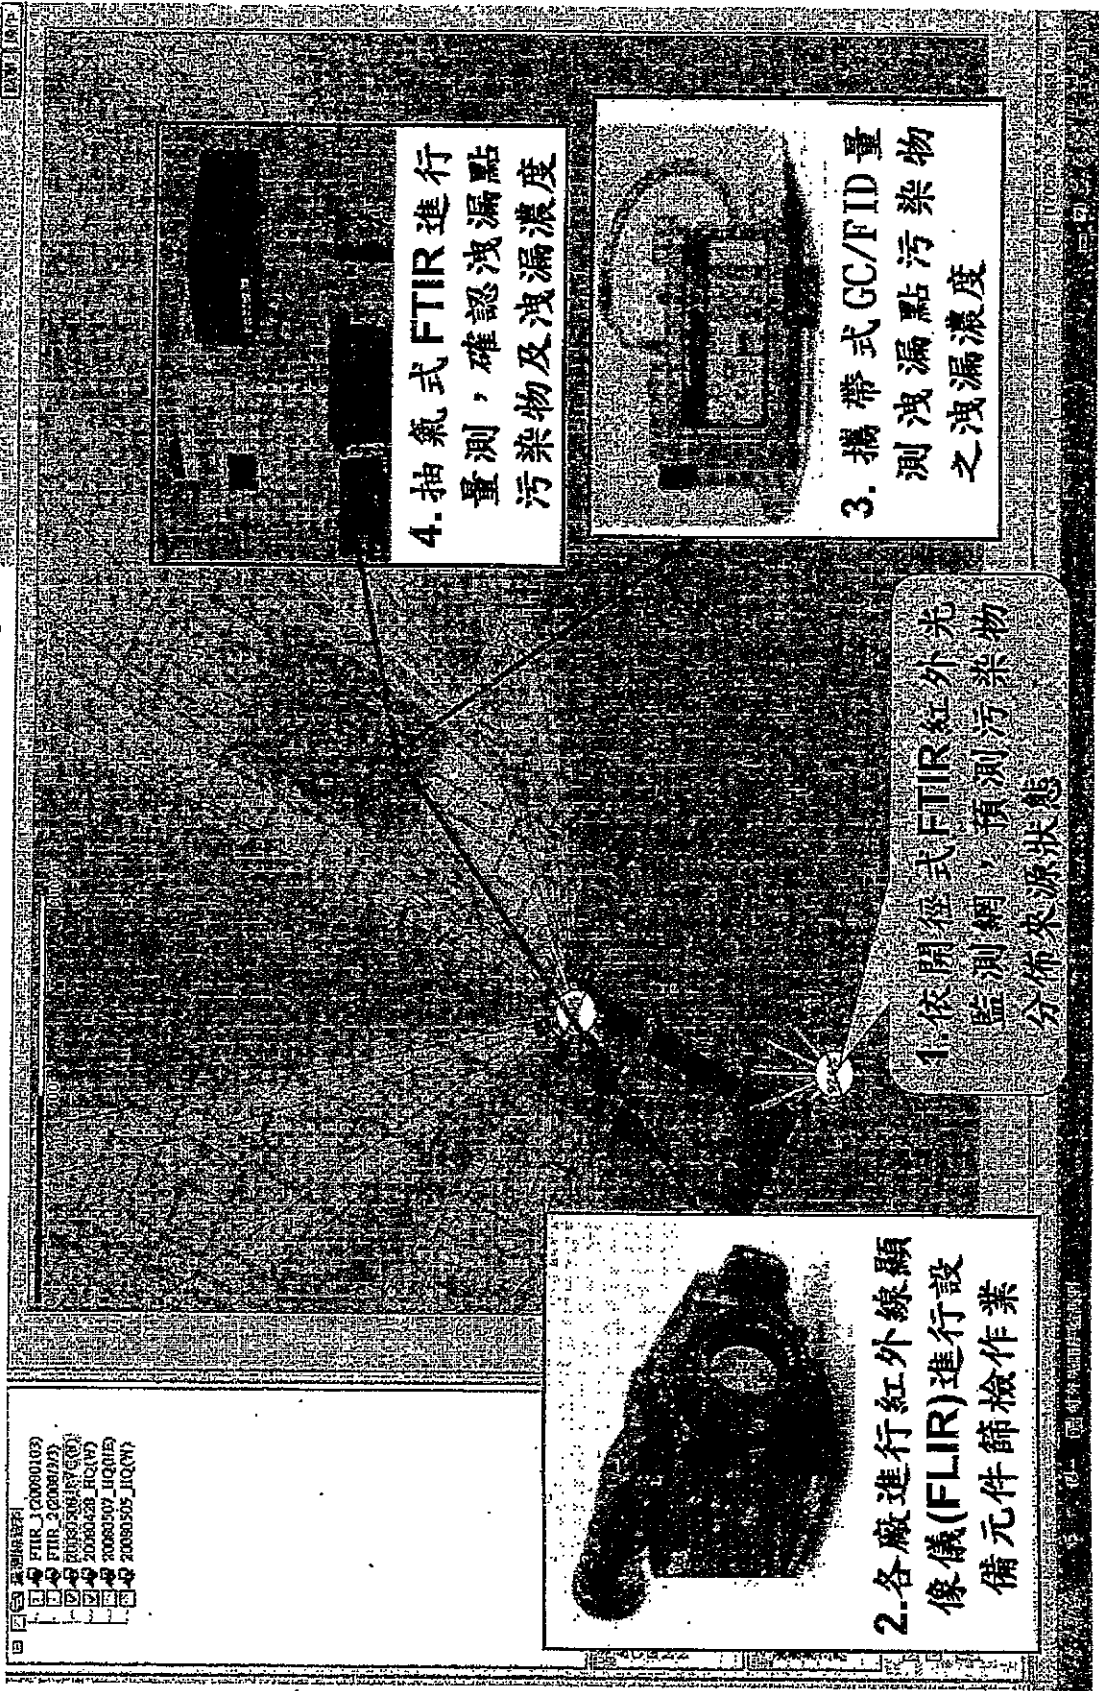 FTIR_1 (20000103)
20080428_HQ(W)
20080507_HQ(NE)
20080505_HQ(W)
1.依開徑式FTIR紅外光
監測網，預測污染物
分佈來源狀態
2.各廠進行紅外線顯
像儀(FLIR)進行設
備元件篩檢作業
3. 攜帶式GC/FID量
測洩漏點污染物
之洩漏濃度
4.抽氣式FTIR進行
量測，確認洩漏點
污染物及洩漏濃度